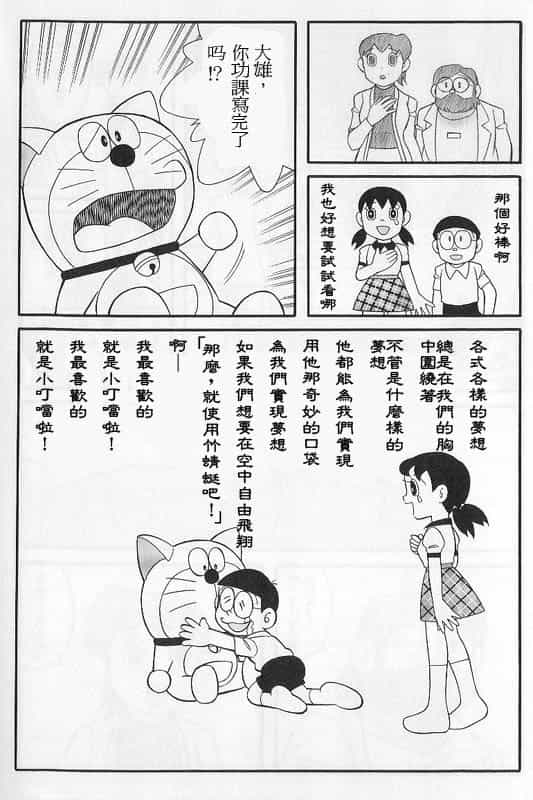 那個好棒啊
我也好想要試試看哪
大雄，
你功課寫完了
吗!?
各式各樣的夢想
總是在我們的胸
中圍繞著
不管是什麼樣的
夢想
他都能為我們實現
用他那奇妙的口袋
為我們實現夢想
如果我們想要在空中自由飛翔
「那麼，就使用竹蜻蜓吧！」
啊—
我最喜歡的
就是小叮噹啦！
我最喜歡的
就是小叮噹啦！